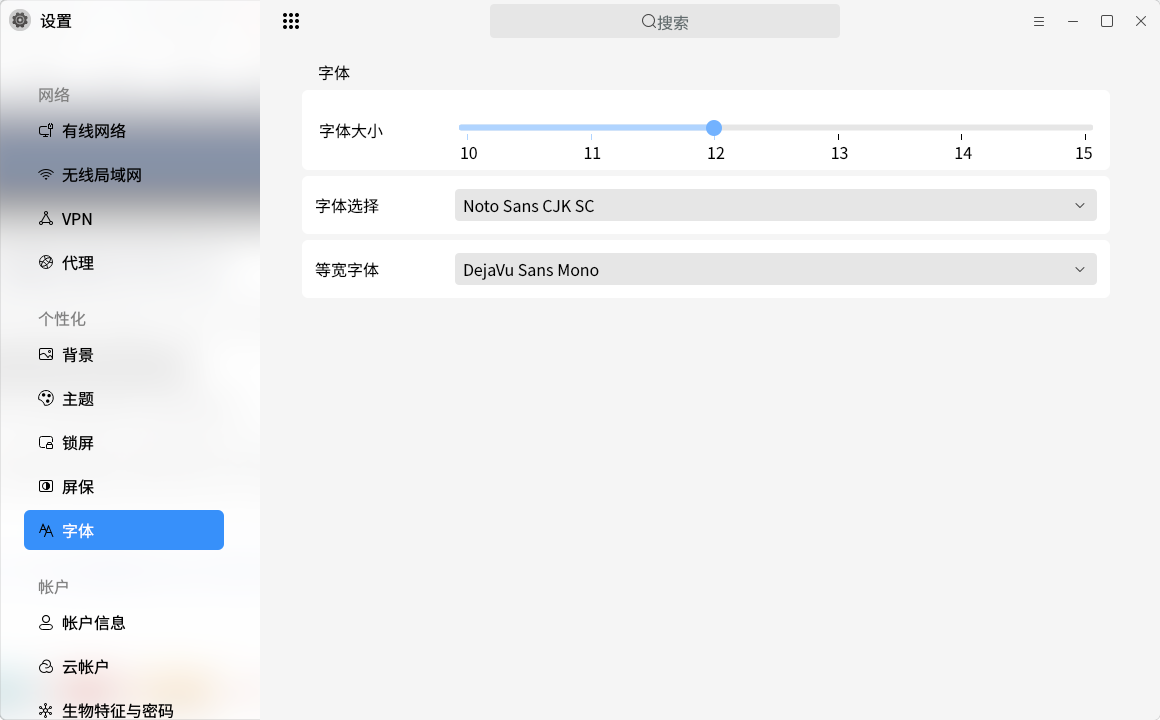 设置
搜索
网络
有线网络
无线局域网
VPN
代理
个性化
背景
主题
锁屏
屏保
字体
帐户
帐户信息
云帐户
生物特征与密码
字体
字体大小
10 11 12 13 14 15
字体选择 Noto Sans CJK SC
等宽字体 DejaVu Sans Mono